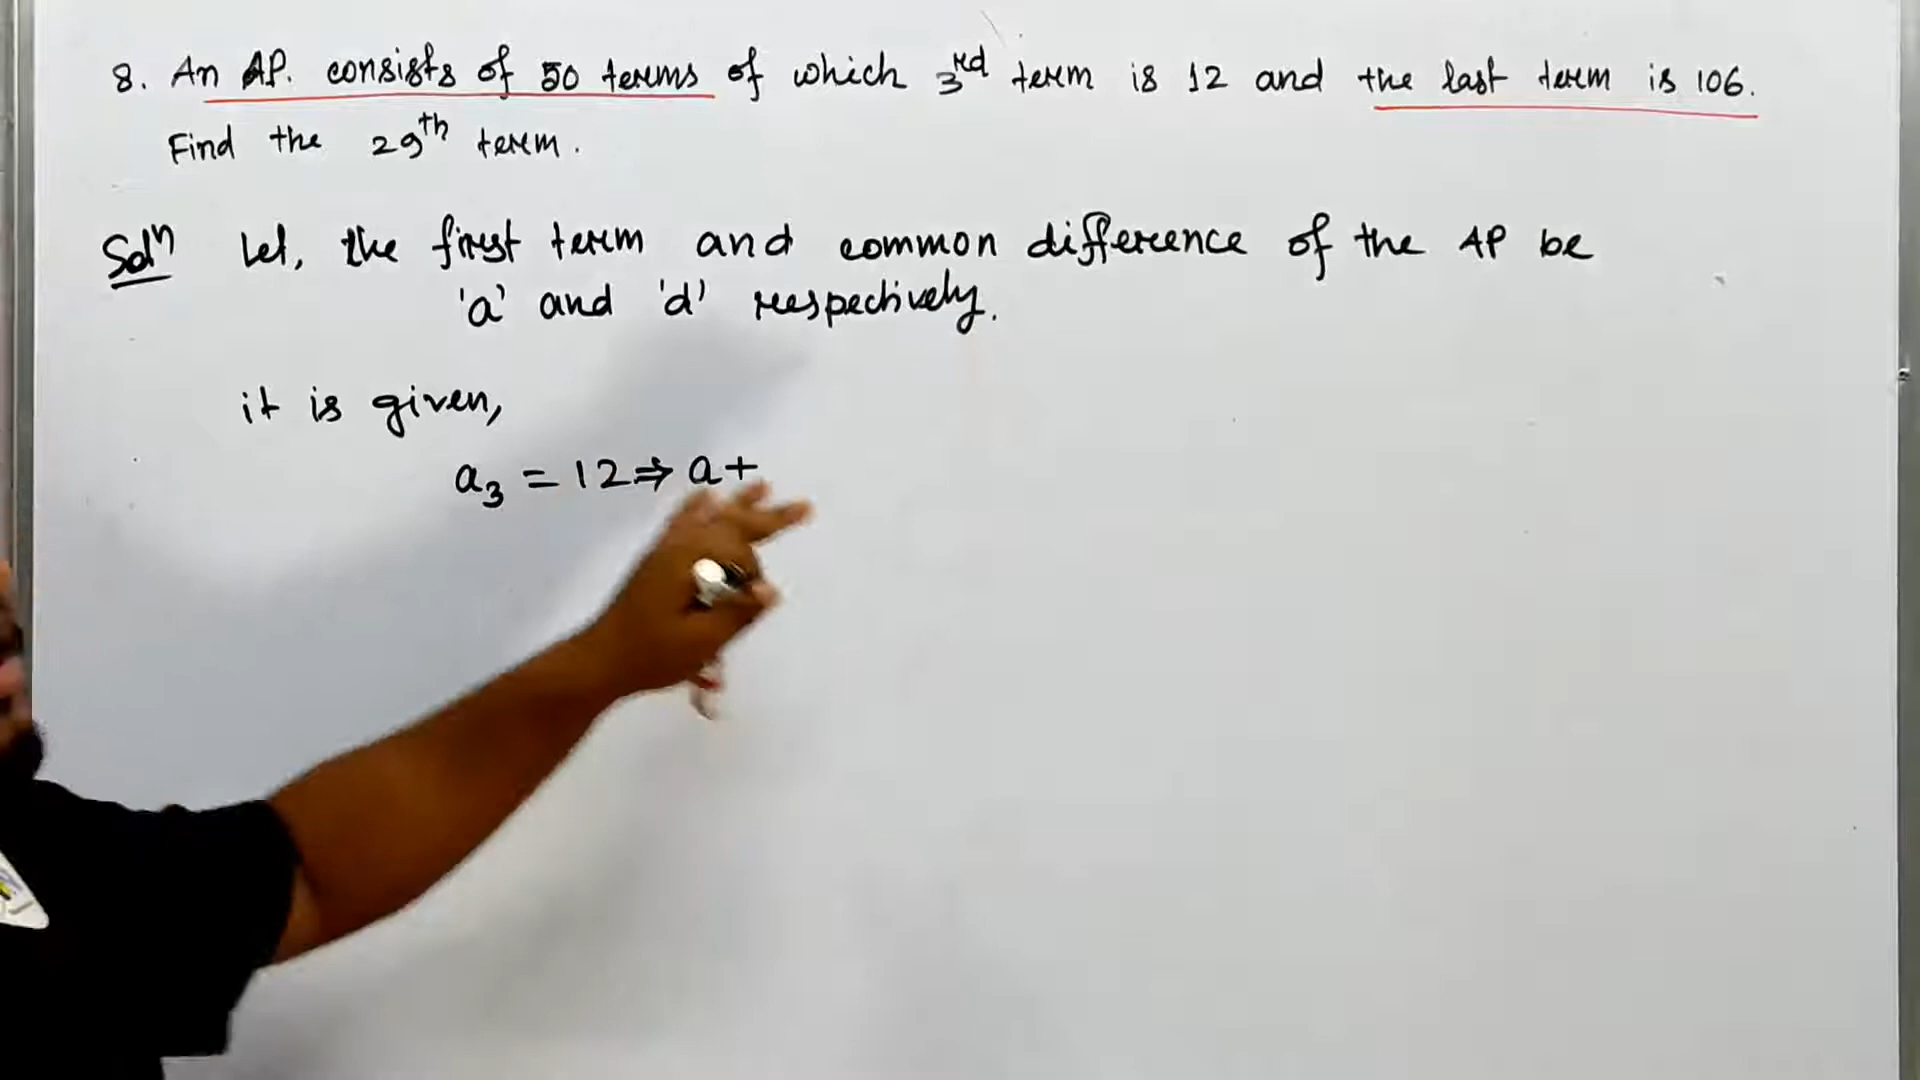 8. An AP. consists of 50 terms of which 3rd term is 12 and the last term is 106.
Find the 29th term.
Solⁿ Let, the first term and common difference of the AP be
'a' and 'd' respectively.
it is given,
a₃ = 12 ⇒ a+